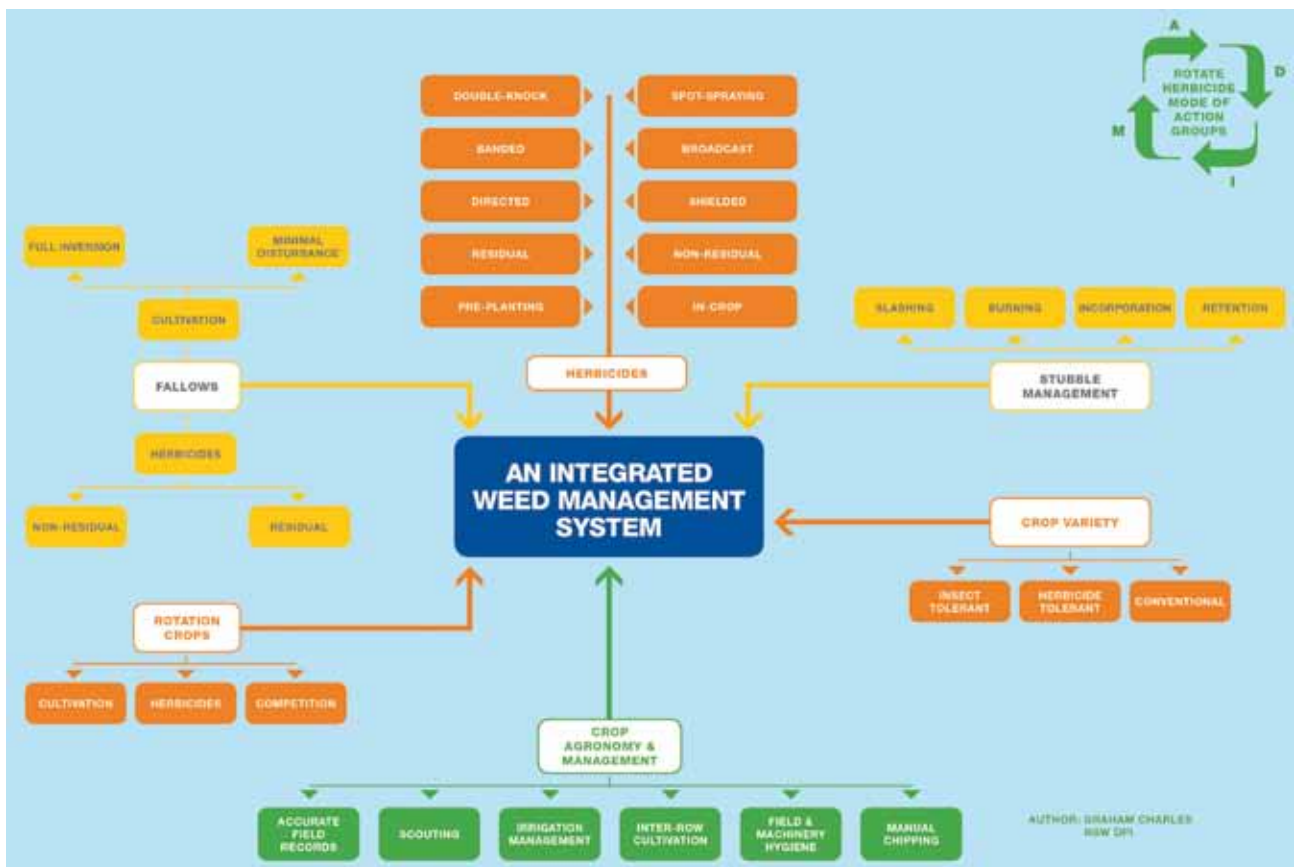 A
ROTATE
HERBICIDE
MODE OF
ACTION
GROUPS
D
M
I
DOUBLE-KNOCK
SPOT-SPRAYING
BANDED
BROADCAST
DIRECTED
SHIELDED
RESIDUAL
NON-RESIDUAL
PRE-PLANTING
IN-CROP
HERBICIDES
FULL INVERSION
MINIMAL
DISTURBANCE
CULTIVATION
FALLOWS
HERBICIDES
NON-RESIDUAL
RESIDUAL
SLASHING
BURNING
INCORPORATION
RETENTION
STUBBLE
MANAGEMENT
AN INTEGRATED
WEED MANAGEMENT
SYSTEM
CROP VARIETY
INSECT
TOLERANT
HERBICIDE
TOLERANT
CONVENTIONAL
ROTATION
CROPS
CULTIVATION
HERBICIDES
COMPETITION
CROP
AGRONOMY &
MANAGEMENT
ACCURATE
FIELD
RECORDS
SCOUTING
IRRIGATION
MANAGEMENT
INTER-ROW
CULTIVATION
FIELD &
MACHINERY
HYGIENE
MANUAL
CHIPPING
AUTHOR: GRAHAM CHARLES
NSW DPI